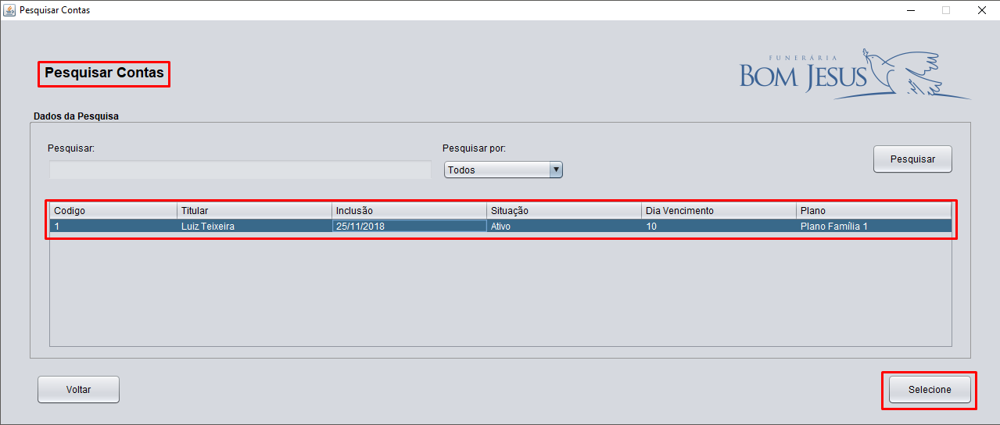 Pesquisar Contas
Pesquisar Contas
FUNERÁRIA
BOM JESUS
Dados da Pesquisa
Pesquisar:
Pesquisar por:
Todos
Pesquisar
Codigo Titular Inclusão Situação Dia Vencimento Plano
1 Luiz Teixeira 25/11/2018 Ativo 10 Plano Família 1
Voltar
Selecione